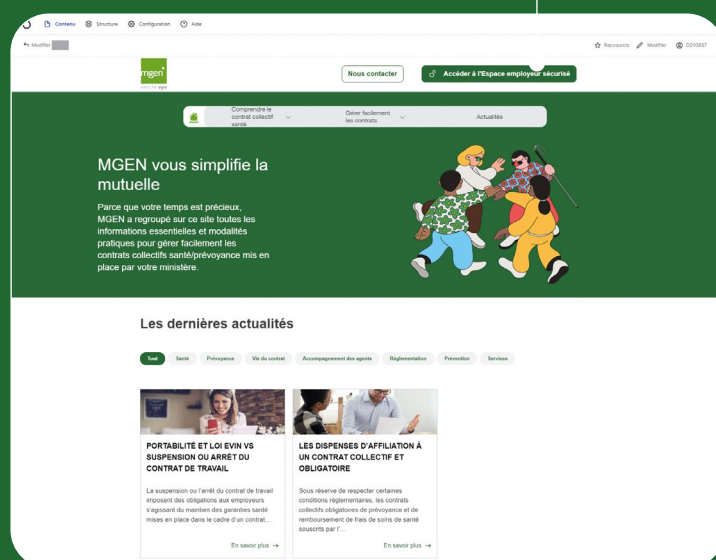 Contenu Structure Configuration Aide
Modifier
Raccourcis Modifier
mgen
Nous contacter
Accéder à l'Espace employeur sécurisé
Comprendre le
contrat collectif
santé
Gérer facilement
les contrats
Actualités
MGEN vous simplifie la
mutuelle
Parce que votre temps est précieux,
MGEN a regroupé sur ce site toutes les
informations essentielles et modalités
pratiques pour gérer facilement les
contrats collectifs santé/prévoyance mis en
place par votre ministère.
Les dernières actualités
Tout Santé Prévoyance Vie du contrat Accompagnement des agents Réglementation Prévention Services
PORTABILITÉ ET LOI EVIN VS
SUSPENSION OU ARRÊT DU
CONTRAT DE TRAVAIL
La suspension ou l'arrêt du contrat de travail
imposent des obligations aux employeurs
s'agissant du maintien des garanties santé
mises en place dans le cadre d'un contrat...
En savoir plus →
LES DISPENSES D'AFFILIATION À
UN CONTRAT COLLECTIF ET
OBLIGATOIRE
Sous réserve de respecter certaines
conditions réglementaires, les contrats
collectifs obligatoires de prévoyance et de
remboursement de frais de soins de santé
souscrits par l'...
En savoir plus →